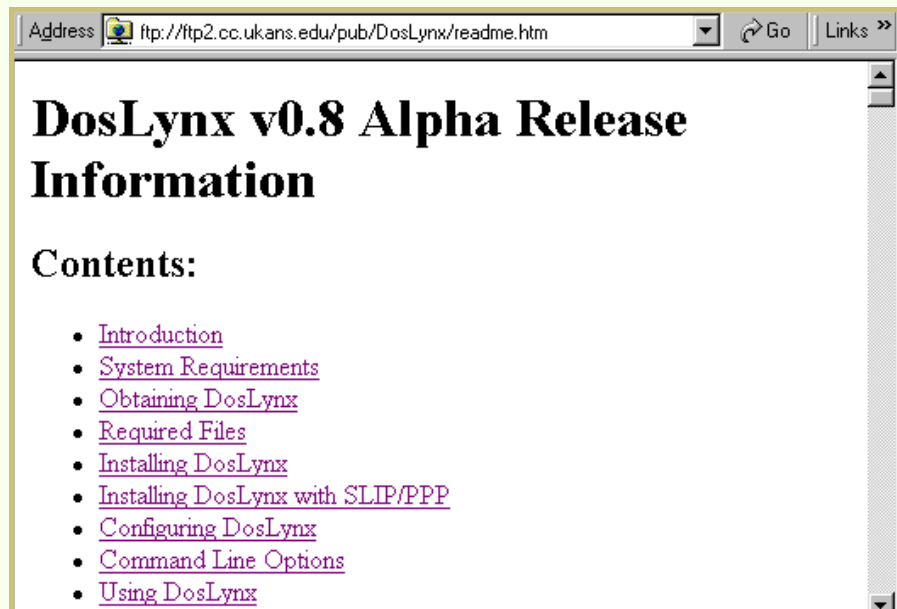 Address ftp://ftp2.cc.ukans.edu/pub/DosLynx/readme.htm Go Links »
DosLynx v0.8 Alpha Release
Information
Contents:
• Introduction
• System Requirements
• Obtaining DosLynx
• Required Files
• Installing DosLynx
• Installing DosLynx with SLIP/PPP
• Configuring DosLynx
• Command Line Options
• Using DosLynx